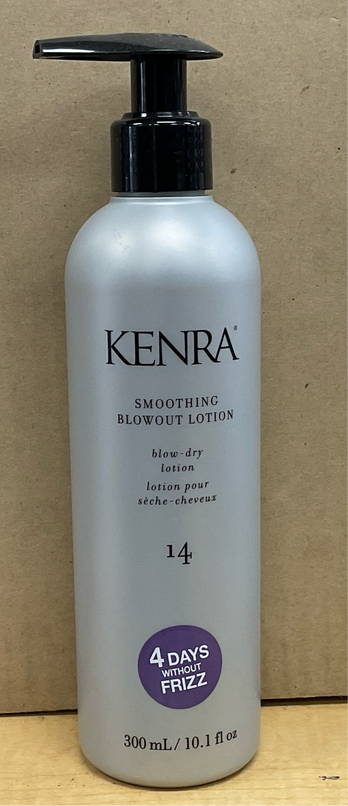 KENRA®
SMOOTHING
BLOWOUT LOTION
blow-dry
lotion
lotion pour
sèche-cheveux
14
4 DAYS
WITHOUT
FRIZZ
300 mL / 10.1 fl oz